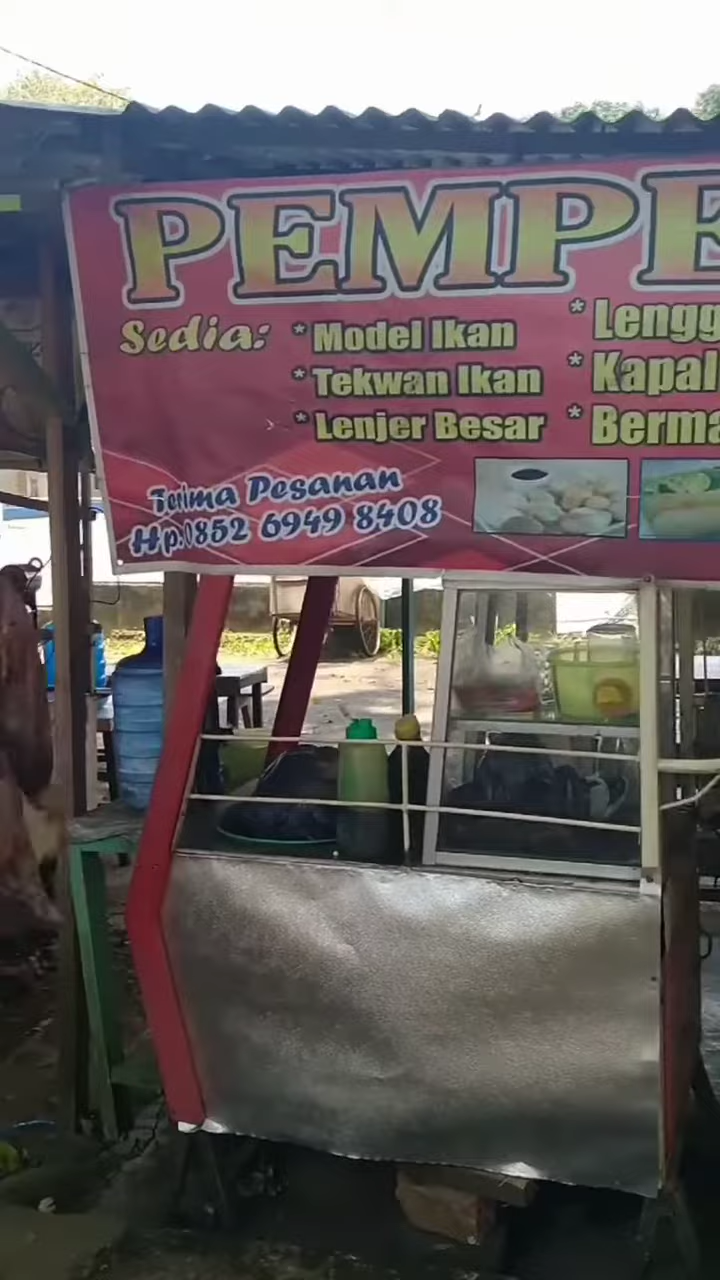 PEMPE
Sedia:
* Model Ikan
* Tekwan Ikan
* Lenjer Besar
* Lengg
* Kapal
* Berma
Terima Pesanan
Hp.0852 6949 8408